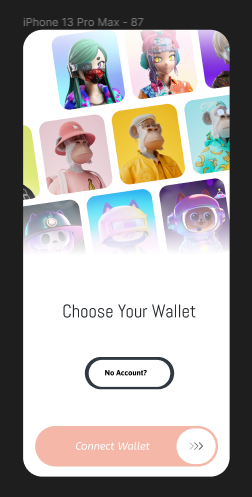 iPhone 13 Pro Max - 87
Choose Your Wallet
No Account?
Connect Wallet